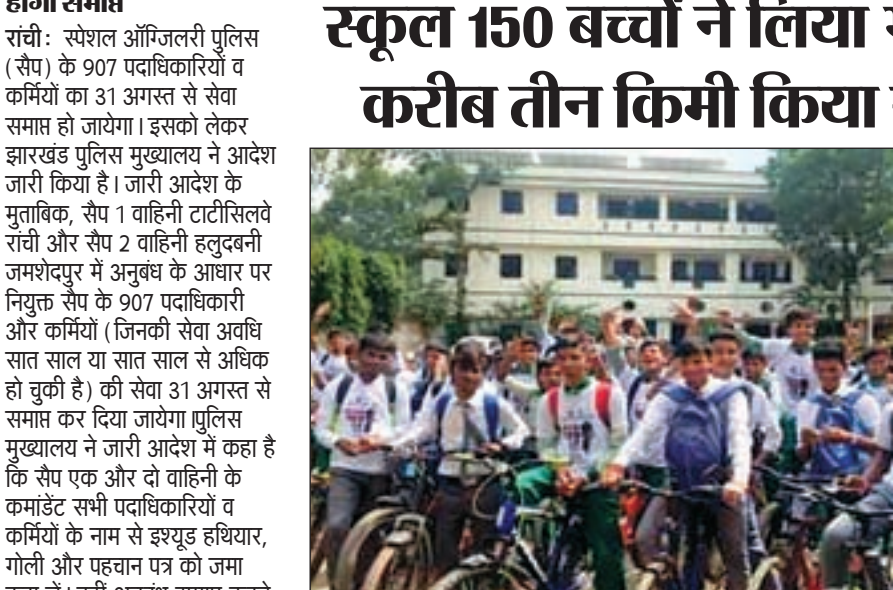 होगी समाप्त
रांची: स्पेशल ऑग्जिलरी पुलिस
(सैप) के 907 पदाधिकारियों व
कर्मियों का 31 अगस्त से सेवा
समाप्त हो जायेगा। इसको लेकर
झारखंड पुलिस मुख्यालय ने आदेश
जारी किया है। जारी आदेश के
मुताबिक, सैप 1 वाहिनी टाटीसिलवे
रांची और सैप 2 वाहिनी हलुदबनी
जमशेदपुर में अनुबंध के आधार पर
नियुक्त सैप के 907 पदाधिकारी
और कर्मियों (जिनकी सेवा अवधि
सात साल या सात साल से अधिक
हो चुकी है) की सेवा 31 अगस्त से
समाप्त कर दिया जायेगा।पुलिस
मुख्यालय ने जारी आदेश में कहा है
कि सैप एक और दो वाहिनी के
कमांडेंट सभी पदाधिकारियों व
कर्मियों के नाम से इश्यूड हथियार,
गोली और पहचान पत्र को जमा
स्कूल 150 बच्चों ने लिया
करीब तीन किमी किया